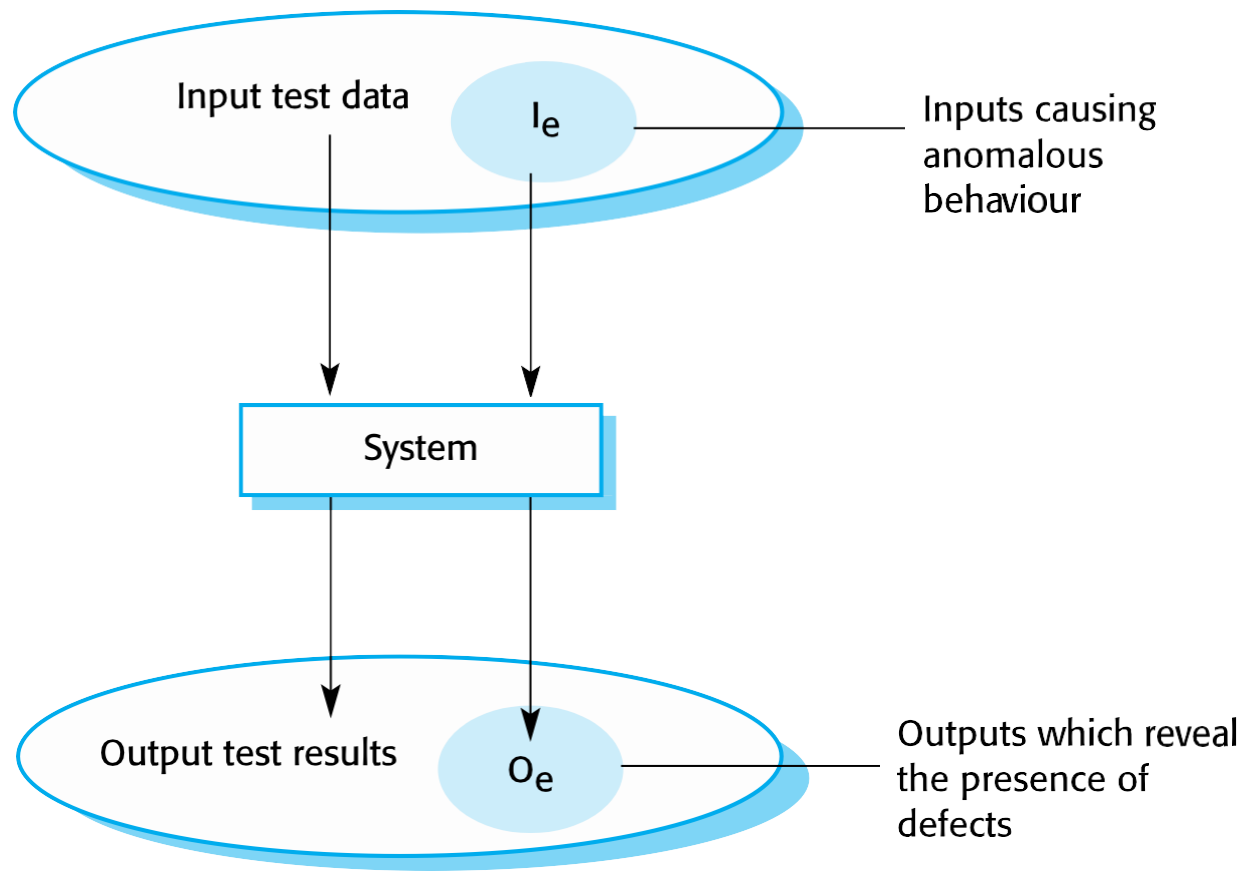 Input test data
Ie
Inputs causing
anomalous
behaviour
System
Output test results
Oe
Outputs which reveal
the presence of
defects